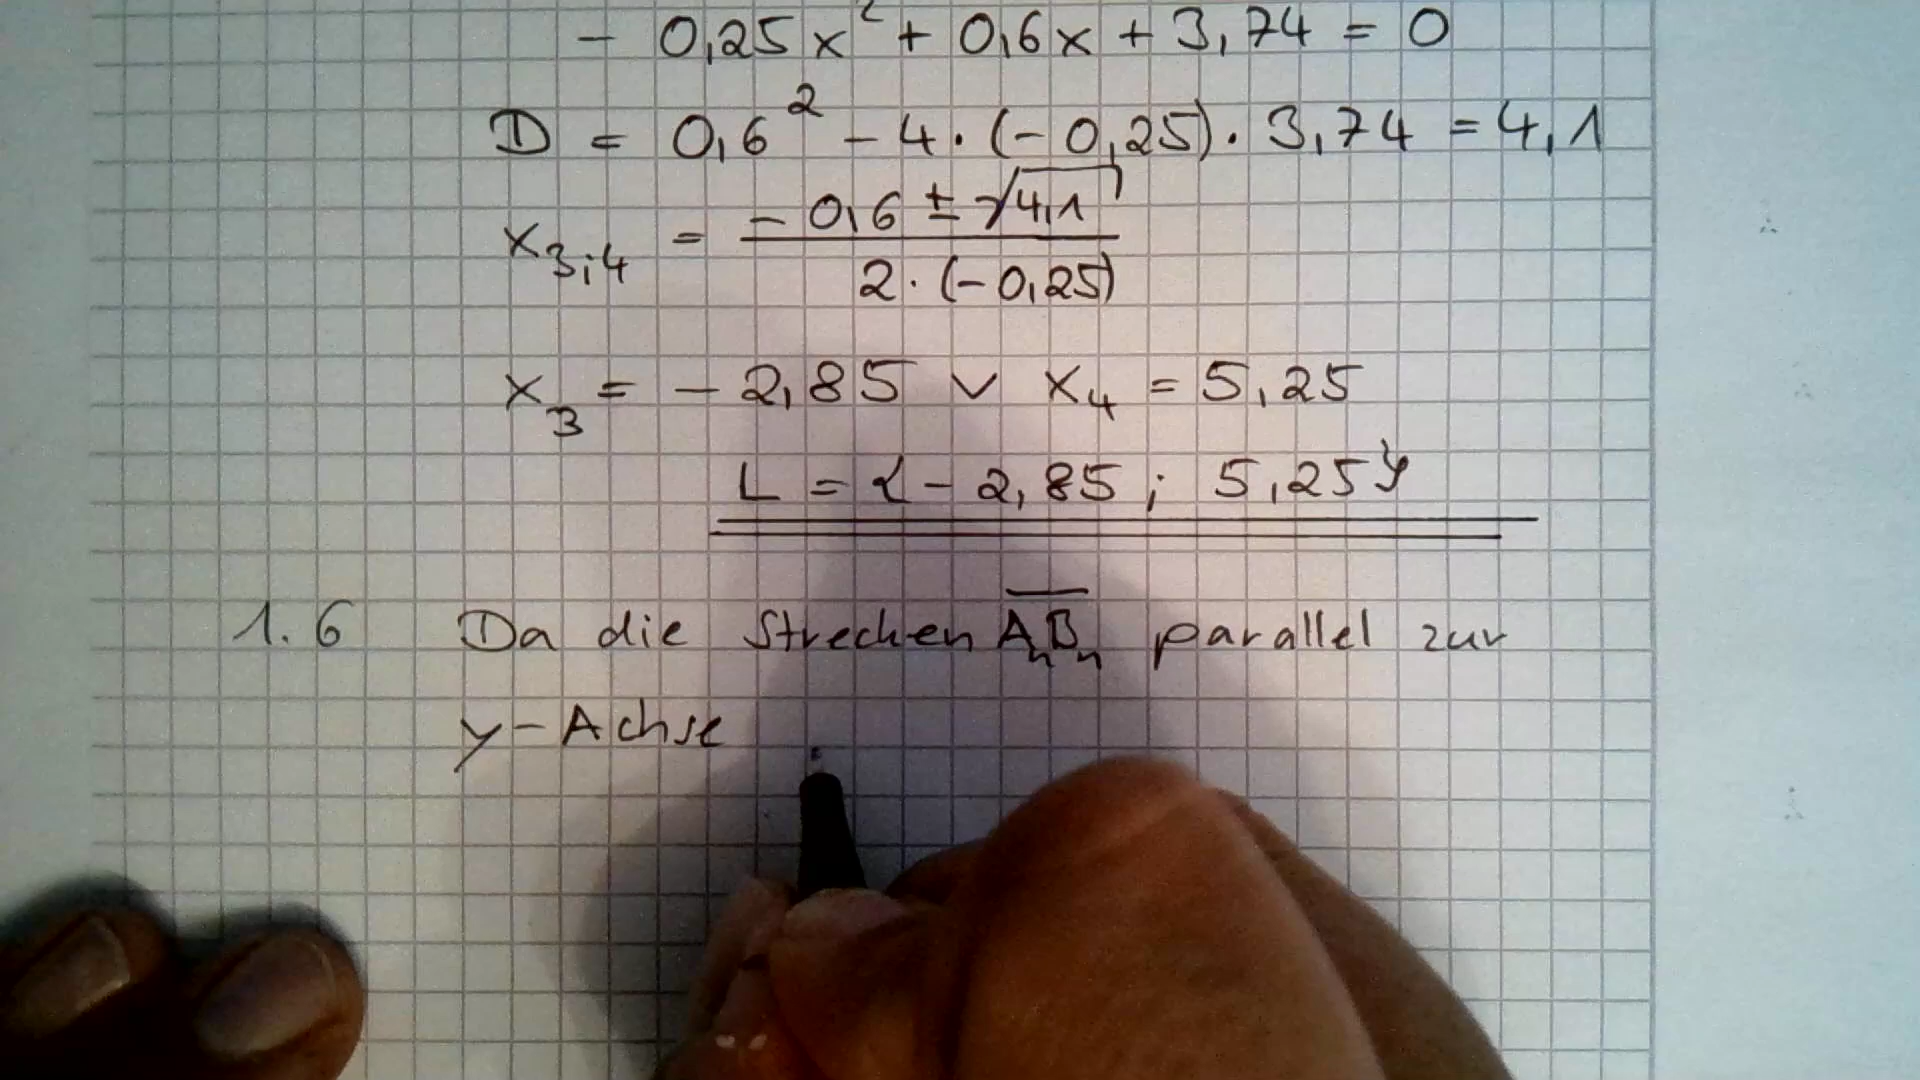 - 0,25x² + 0,6x + 3,74 = 0
D = 0,6² - 4 · (- 0,25) · 3,74 = 4,1
x₃;₄ = (- 0,6 ± √4,1) / (2 · (- 0,25))
x₃ = - 2,85 ∨ x₄ = 5,25
L = {- 2,85 ; 5,25}
1.6 Da die Strecken A̅ₙB̅ₙ parallel zur
y-Achse